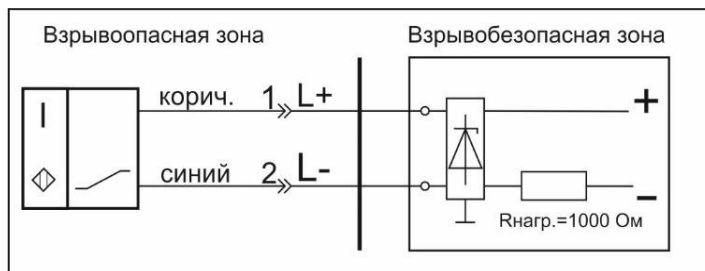 Взрывоопасная зона
Взрывобезопасная зона
I
корич. 1 L+
+
синий 2 L-
−
Rнагр.=1000 Ом